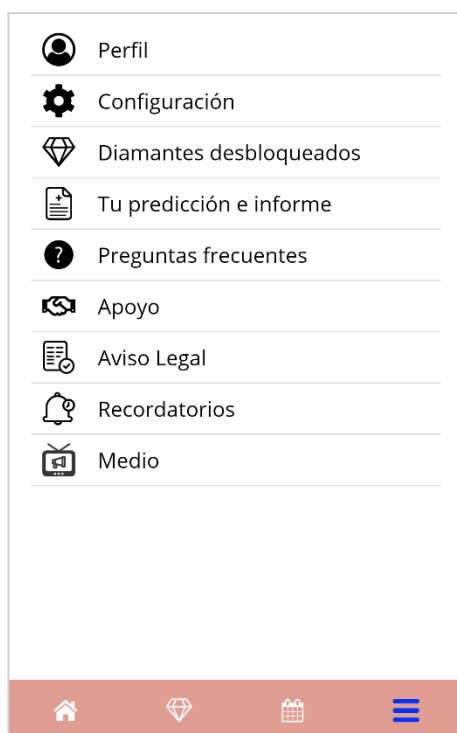 Perfil
Configuración
Diamantes desbloqueados
Tu predicción e informe
Preguntas frecuentes
Apoyo
Aviso Legal
Recordatorios
Medio